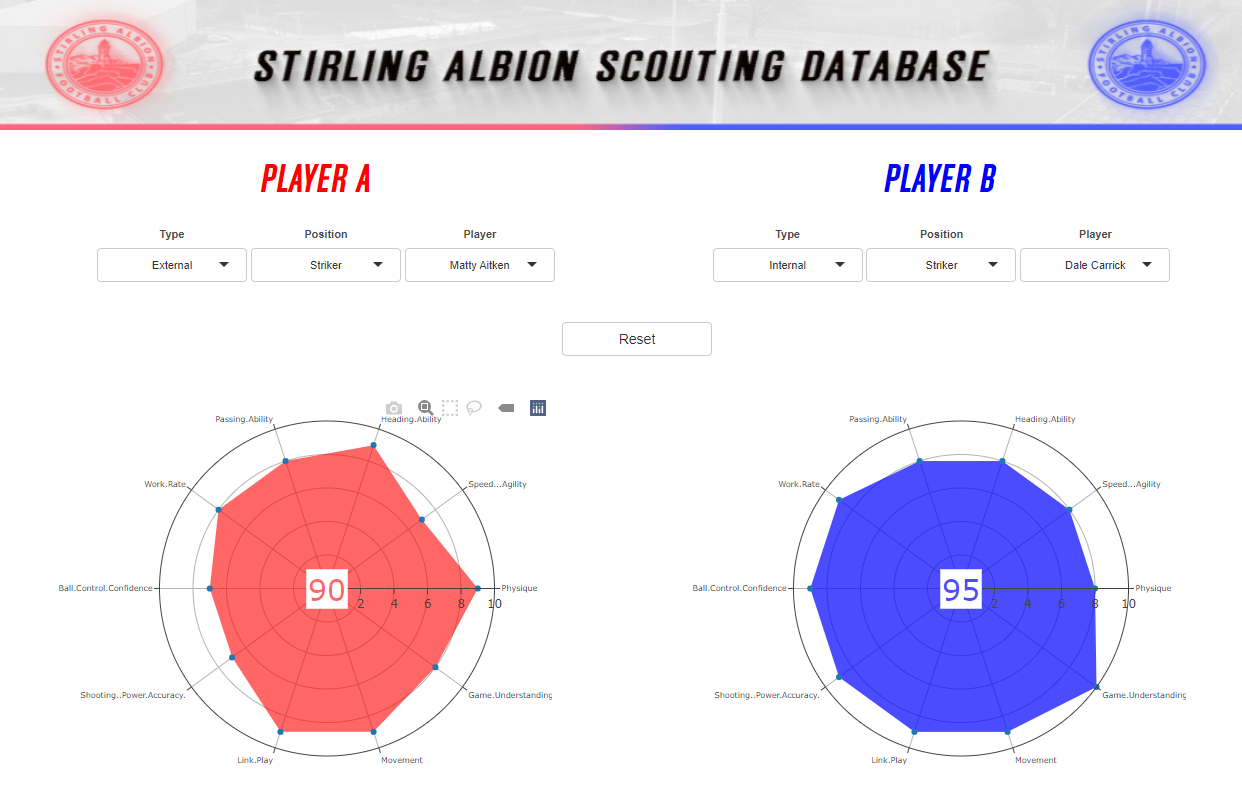 STIRLING ALBION
FOOTBALL CLUB
STIRLING ALBION SCOUTING DATABASE
STIRLING ALBION
FOOTBALL CLUB
PLAYER A
PLAYER B
Type Position Player
Type Position Player
External Striker Matty Aitken
Internal Striker Dale Carrick
Reset
Passing.Ability Heading.Ability
Work.Rate Speed...Agility
Ball.Control.Confidence 90 Physique
2 4 6 8 10
Shooting..Power.Accuracy. Game.Understanding
Link.Play Movement
Passing.Ability Heading.Ability
Work.Rate Speed...Agility
Ball.Control.Confidence 95 Physique
2 4 6 8 10
Shooting..Power.Accuracy. Game.Understanding
Link.Play Movement